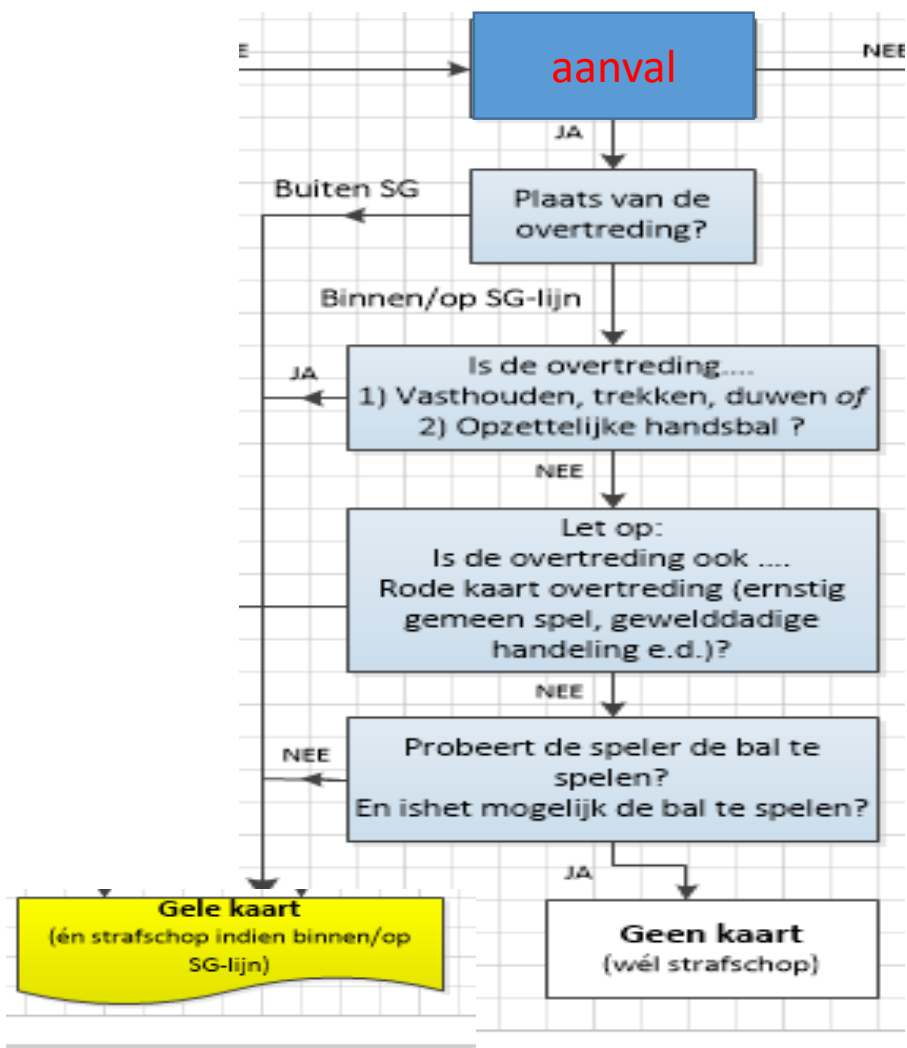 E
aanval
NEE
JA
Buiten SG
Plaats van de
overtreding?
Binnen/op SG-lijn
JA
Is de overtreding....
1) Vasthouden, trekken, duwen of
2) Opzettelijke handsbal ?
NEE
Let op:
Is de overtreding ook ....
Rode kaart overtreding (ernstig
gemeen spel, gewelddadige
handeling e.d.)?
NEE
NEE
Probeert de speler de bal te
spelen?
En ishet mogelijk de bal te spelen?
JA
Gele kaart
(én strafschop indien binnen/op
SG-lijn)
Geen kaart
(wél strafschop)